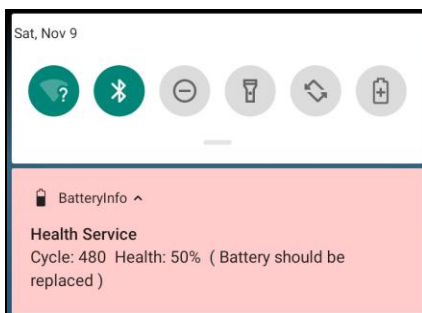 Sat, Nov 9
?
BatteryInfo
Health Service
Cycle: 480 Health: 50% ( Battery should be
replaced )